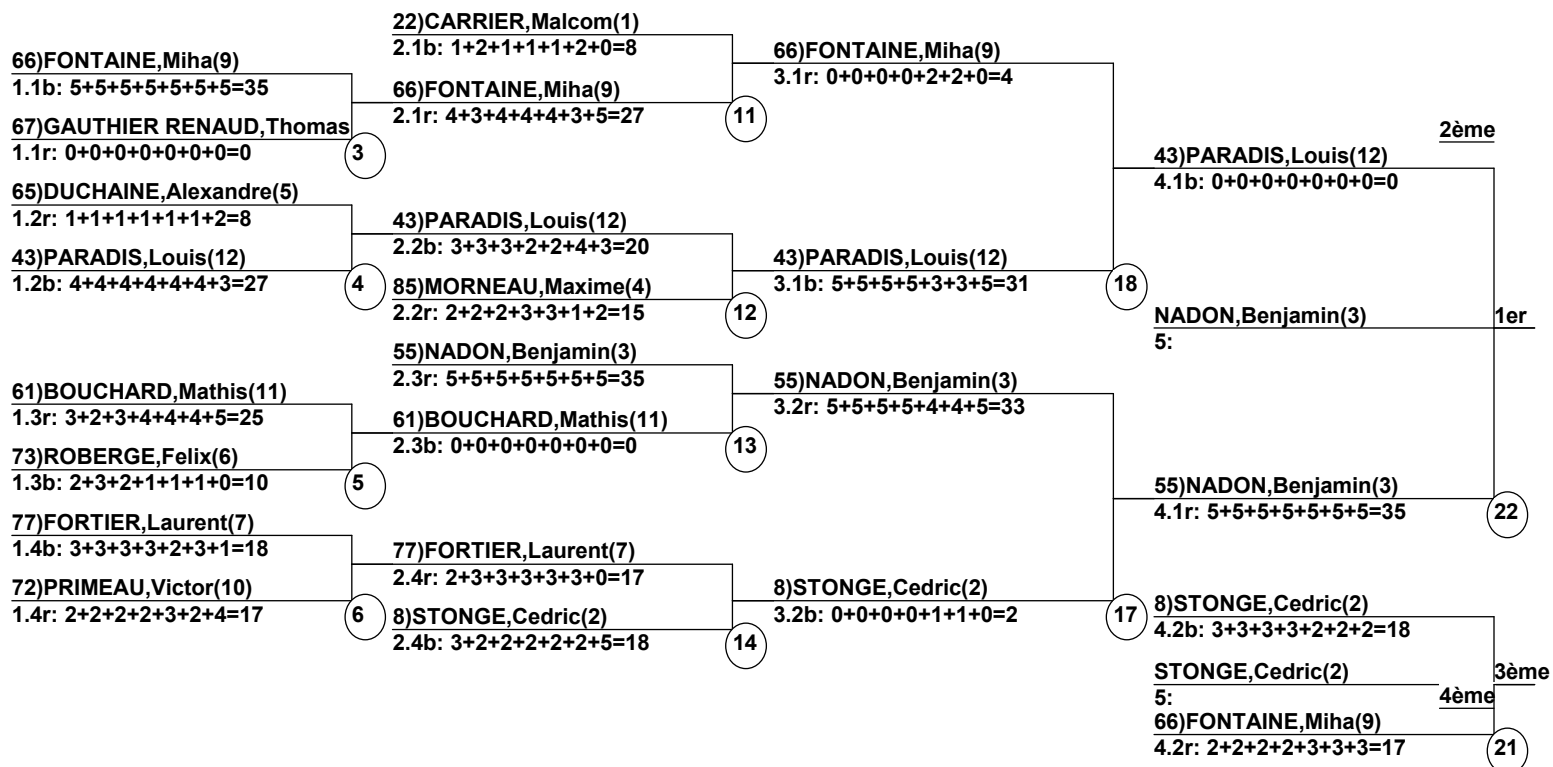 66)FONTAINE,Miha(9)
1.1b: 5+5+5+5+5+5+5=35
67)GAUTHIER RENAUD,Thomas
1.1r: 0+0+0+0+0+0+0=0
3
65)DUCHAINE,Alexandre(5)
1.2r: 1+1+1+1+1+1+2=8
43)PARADIS,Louis(12)
1.2b: 4+4+4+4+4+4+3=27
4
61)BOUCHARD,Mathis(11)
1.3r: 3+2+3+4+4+4+5=25
73)ROBERGE,Felix(6)
1.3b: 2+3+2+1+1+1+0=10
5
77)FORTIER,Laurent(7)
1.4b: 3+3+3+3+2+3+1=18
72)PRIMEAU,Victor(10)
1.4r: 2+2+2+2+3+2+4=17
6
22)CARRIER,Malcom(1)
2.1b: 1+2+1+1+1+2+0=8
66)FONTAINE,Miha(9)
2.1r: 4+3+4+4+4+3+5=27
11
43)PARADIS,Louis(12)
2.2b: 3+3+3+2+2+4+3=20
85)MORNEAU,Maxime(4)
2.2r: 2+2+2+3+3+1+2=15
12
55)NADON,Benjamin(3)
2.3r: 5+5+5+5+5+5+5=35
61)BOUCHARD,Mathis(11)
2.3b: 0+0+0+0+0+0+0=0
13
77)FORTIER,Laurent(7)
2.4r: 2+3+3+3+3+3+0=17
8)STONGE,Cedric(2)
2.4b: 3+2+2+2+2+2+5=18
14
66)FONTAINE,Miha(9)
3.1r: 0+0+0+0+2+2+0=4
43)PARADIS,Louis(12)
3.1b: 5+5+5+5+3+3+5=31
18
55)NADON,Benjamin(3)
3.2r: 5+5+5+5+4+4+5=33
8)STONGE,Cedric(2)
3.2b: 0+0+0+0+1+1+0=2
17
2ème
43)PARADIS,Louis(12)
4.1b: 0+0+0+0+0+0+0=0
NADON,Benjamin(3)
1er
5:
55)NADON,Benjamin(3)
4.1r: 5+5+5+5+5+5+5=35
22
8)STONGE,Cedric(2)
4.2b: 3+3+3+3+2+2+2=18
STONGE,Cedric(2)
3ème
5:
4ème
66)FONTAINE,Miha(9)
4.2r: 2+2+2+2+3+3+3=17
21